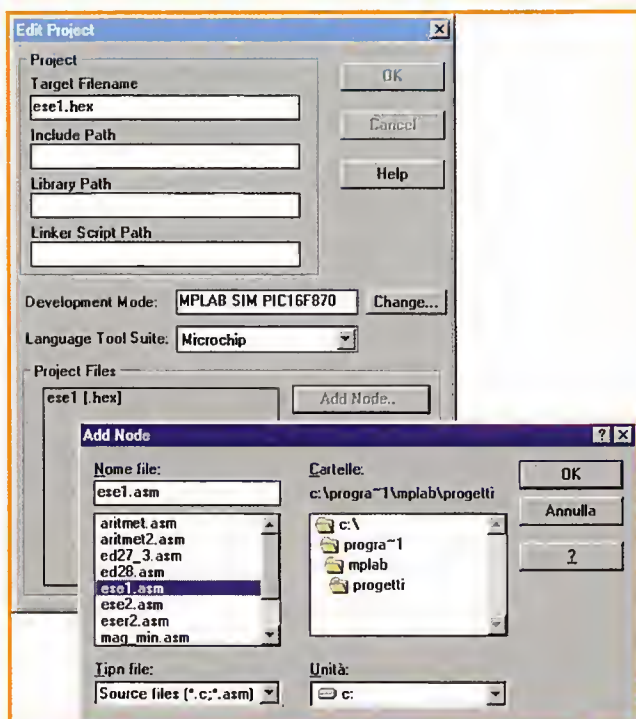 Edit Project
Project
Target Filename
ese1.hex
Include Path
Library Path
Linker Script Path
OK
Cancel
Help
Development Mode: MPLAB SIM PIC16F870 Change...
Language Tool Suite: Microchip
Project Files
ese1 [.hex]
Add Node..
Add Node
Nome file:
ese1.asm
aritmet.asm
aritmet2.asm
ed27_3.asm
ed28.asm
ese1.asm
ese2.asm
eser2.asm
mag_min.asm
Tipo file:
Source files (*.c;*.asm)
Cartelle:
c:\progra~1\mplab\progetti
c:\
progra~1
mplab
progetti
Unità:
c:
OK
Annulla
?